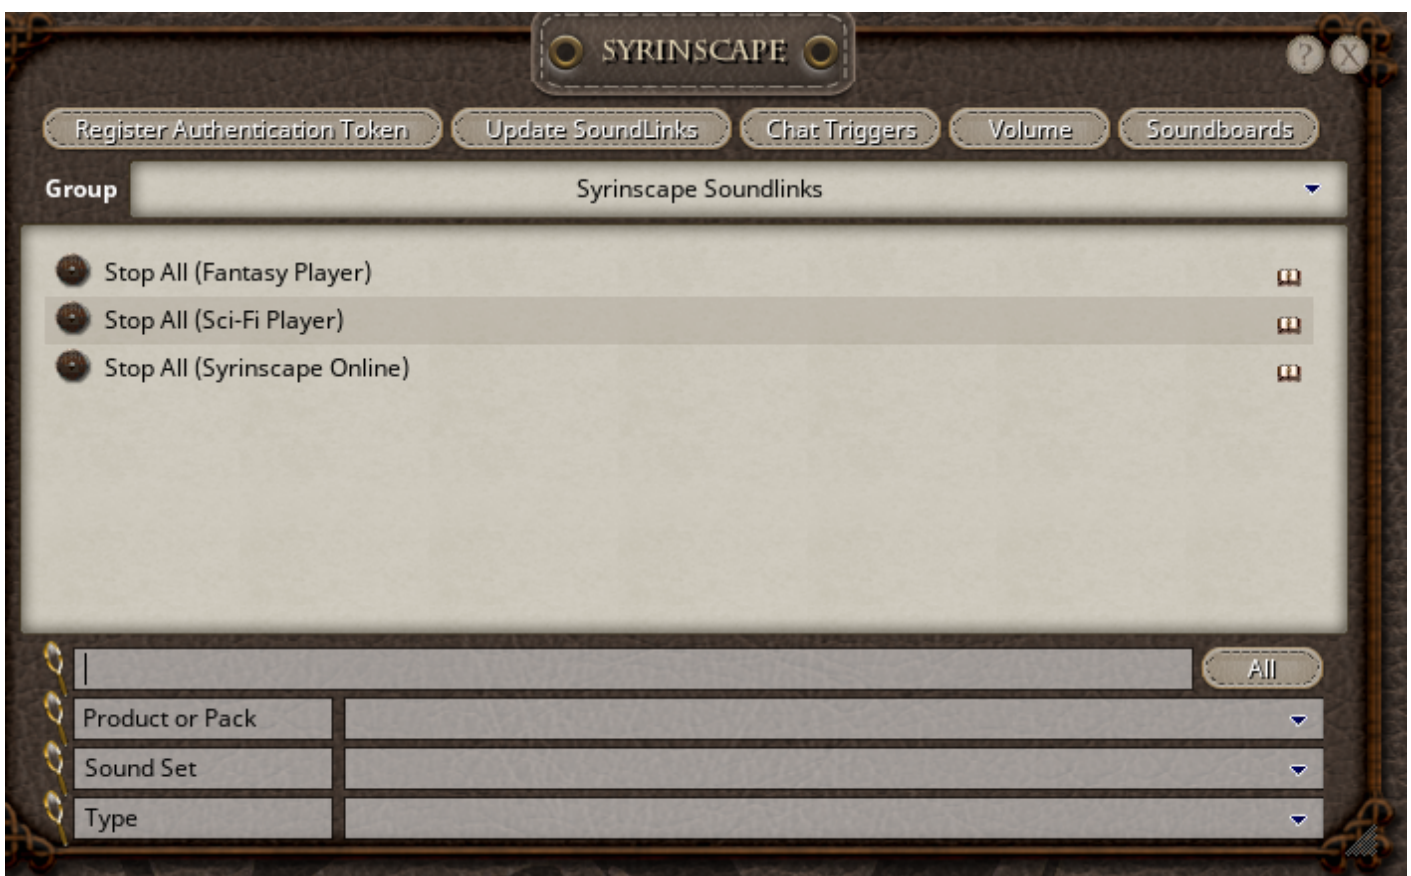 SYRINSCAPE
? X
Register Authentication Token Update SoundLinks Chat Triggers Volume Soundboards
Group Syrinscape Soundlinks
Stop All (Fantasy Player)
Stop All (Sci-Fi Player)
Stop All (Syrinscape Online)
All
Product or Pack
Sound Set
Type